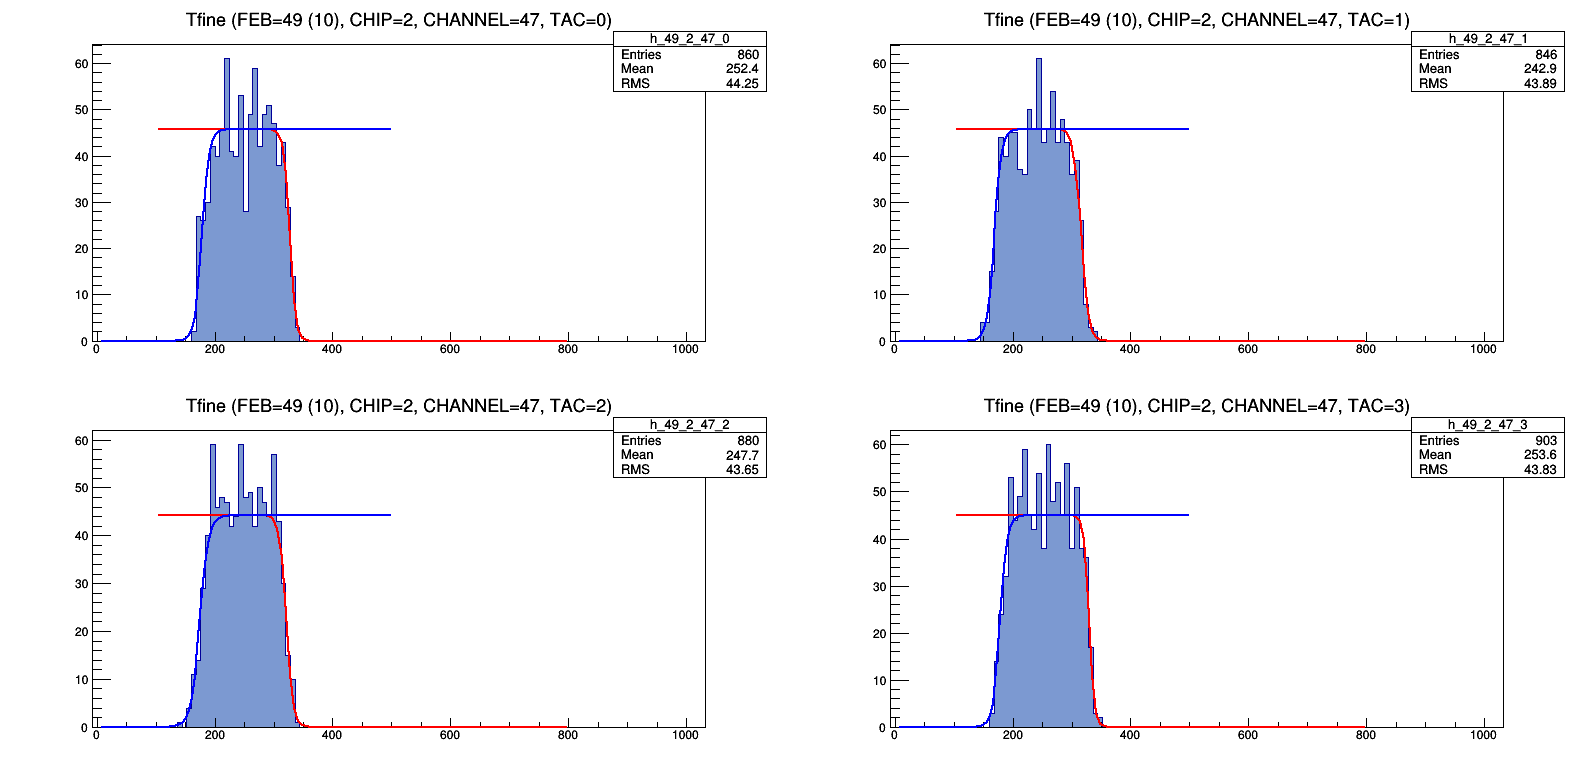 Tfine (FEB=49 (10), CHIP=2, CHANNEL=47, TAC=0)
h_49_2_47_0
Entries 860
Mean 252.4
RMS 44.25
60
50
40
30
20
10
0
0 200 400 600 800 1000
Tfine (FEB=49 (10), CHIP=2, CHANNEL=47, TAC=1)
h_49_2_47_1
Entries 846
Mean 242.9
RMS 43.89
60
50
40
30
20
10
0
0 200 400 600 800 1000
Tfine (FEB=49 (10), CHIP=2, CHANNEL=47, TAC=2)
h_49_2_47_2
Entries 880
Mean 247.7
RMS 43.65
60
50
40
30
20
10
0
0 200 400 600 800 1000
Tfine (FEB=49 (10), CHIP=2, CHANNEL=47, TAC=3)
h_49_2_47_3
Entries 903
Mean 253.6
RMS 43.83
60
50
40
30
20
10
0
0 200 400 600 800 1000